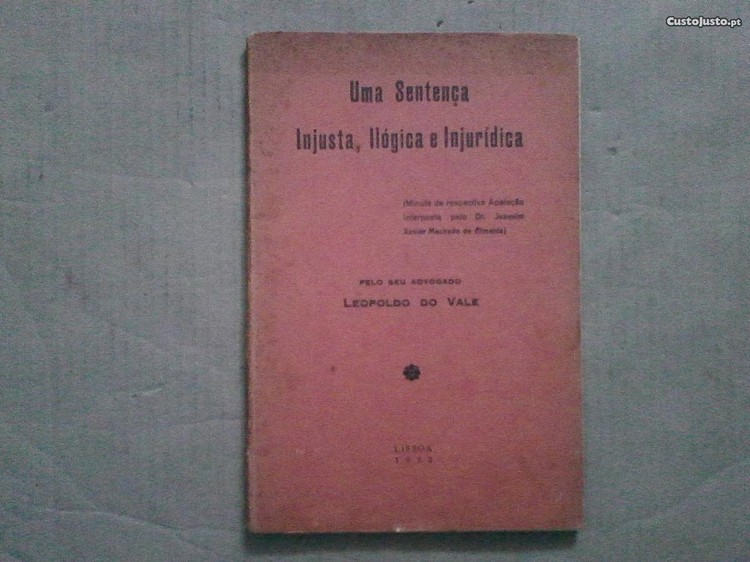 CustoJusto.pt
Uma Sentença
Injusta, Ilógica e Injurídica
(Minuta da respectiva Apelação
interposta pelo Dr. Joaquim
Xavier Machado de Almeida)
PELO SEU ADVOGADO
LEOPOLDO DO VALE
LISBOA